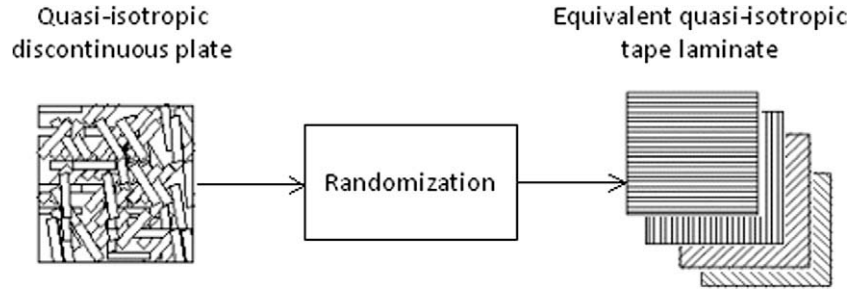 Quasi-isotropic
discontinuous plate
Randomization
Equivalent quasi-isotropic
tape laminate